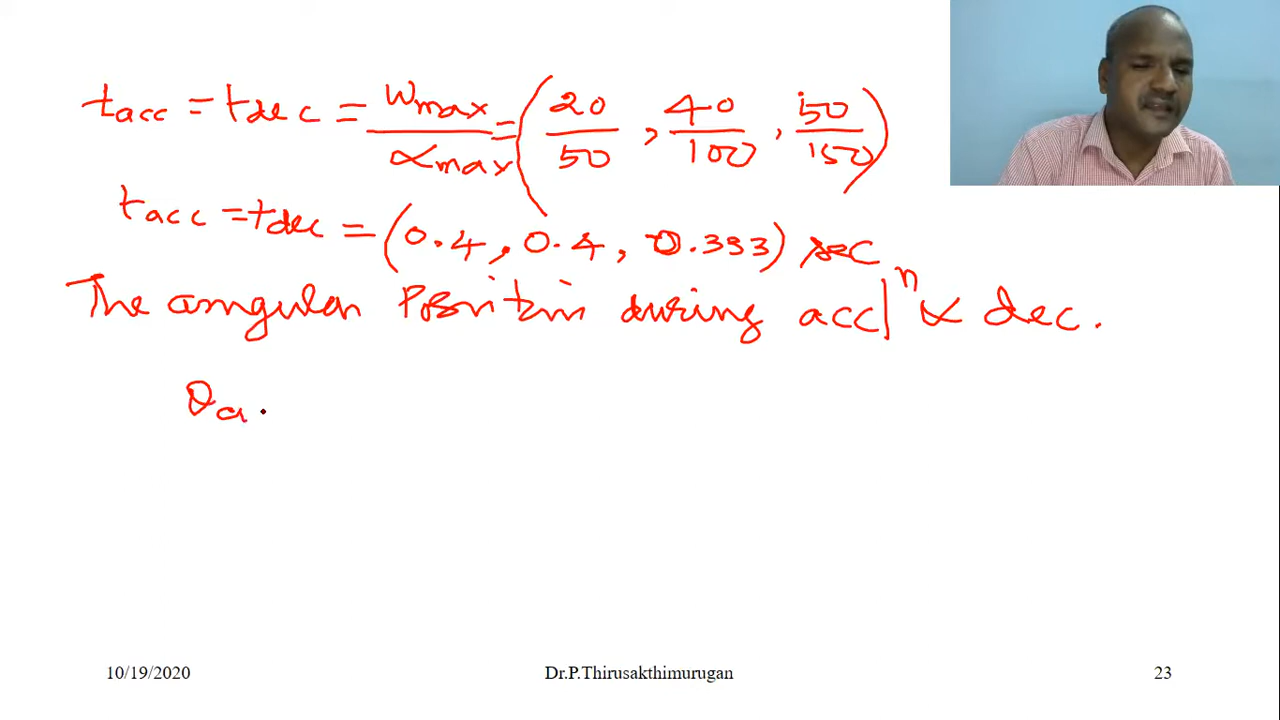 tacc = tdec = ωmax/αmax = (20/50, 40/100, 50/150)
tacc = tdec = (0.4, 0.4, 0.333) sec
The angular Position during acc|ⁿ & dec.
θa
10/19/2020 Dr.P.Thirusakthimurugan 23